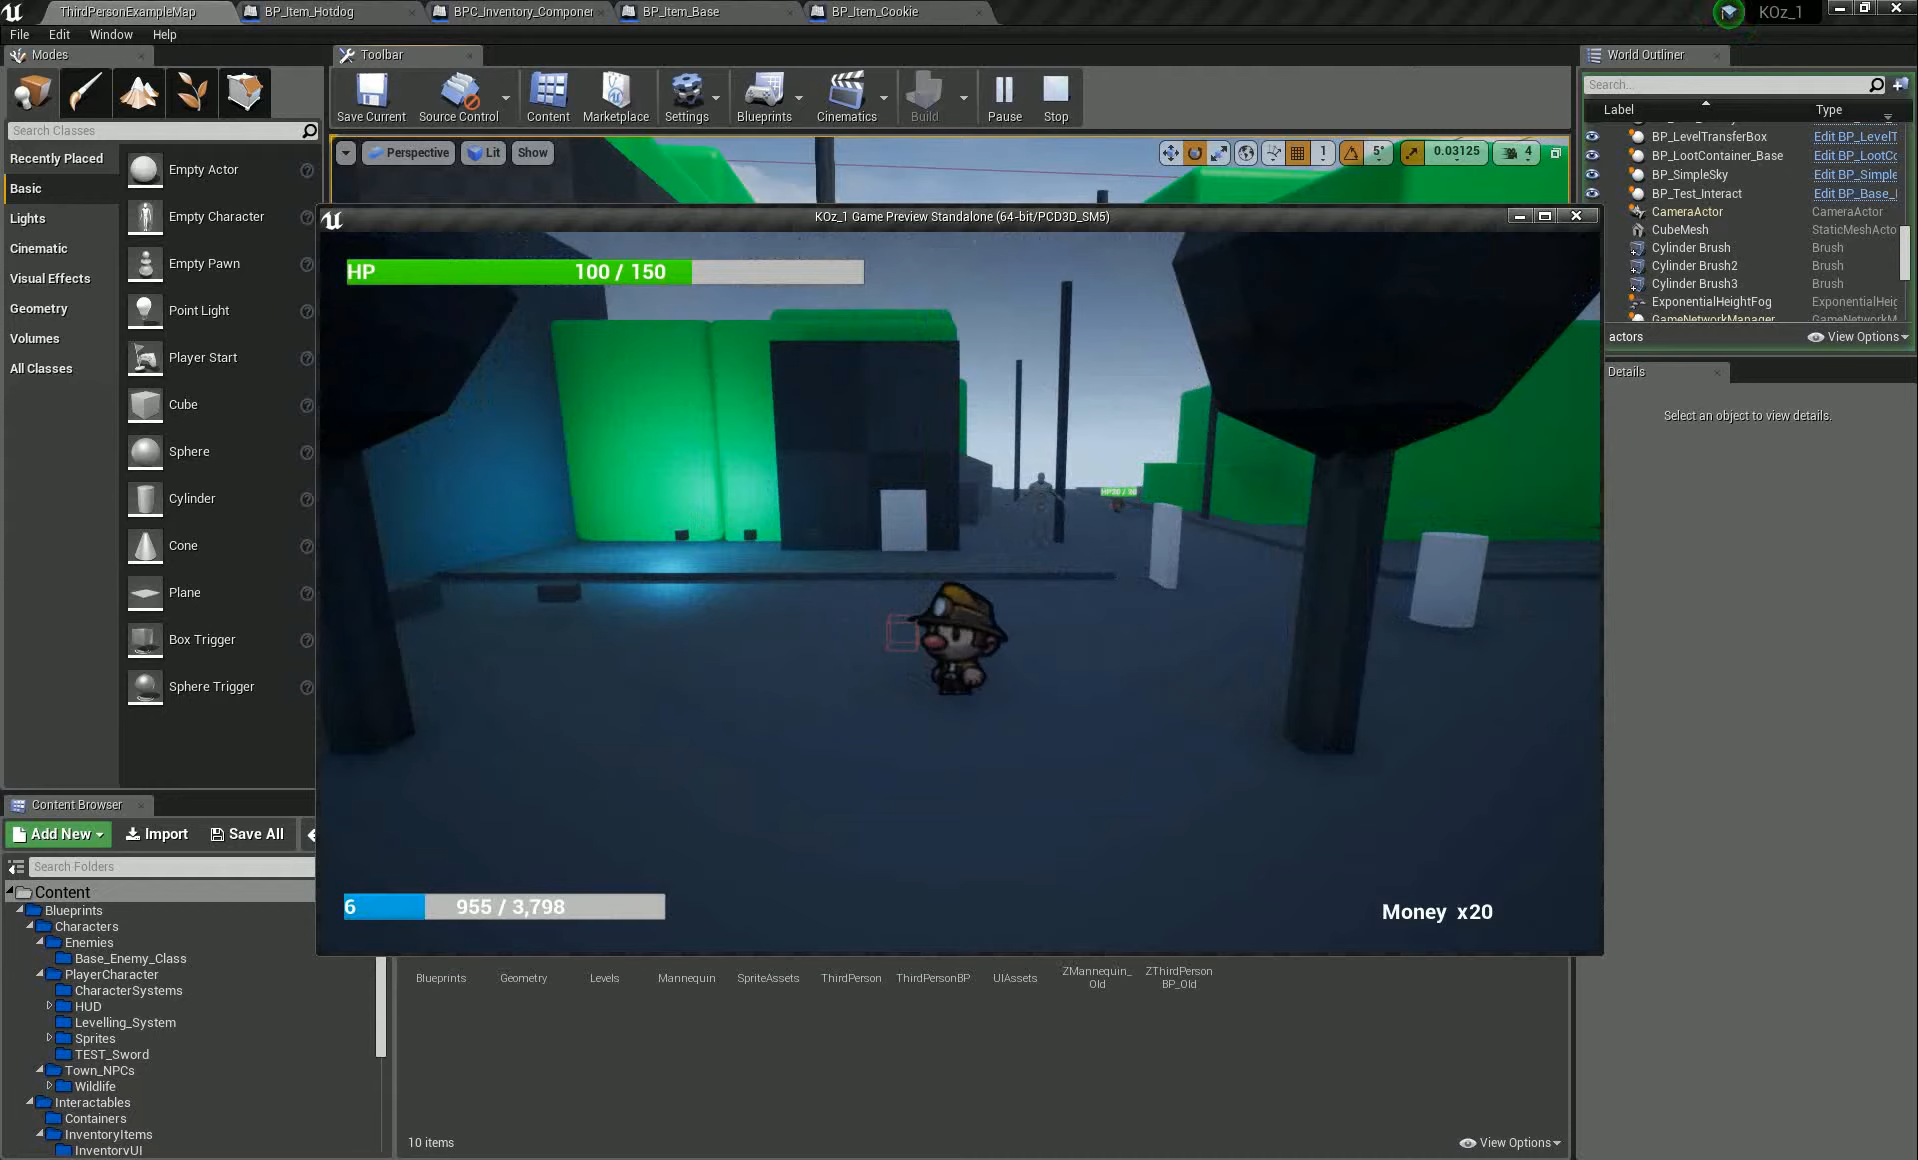 ThirdPersonExampleMap
BP_Item_Hotdog
BPC_Inventory_Componen
BP_Item_Base
BP_Item_Cookie
KOz_1
File Edit Window Help
Modes
Toolbar
World Outliner
Save Current
Source Control
Content
Marketplace
Settings
Blueprints
Cinematics
Build
Pause
Stop
Search...
Label Type
Search Classes
Recently Placed
Basic
Lights
Cinematic
Visual Effects
Geometry
Volumes
All Classes
Empty Actor
Empty Character
Empty Pawn
Point Light
Player Start
Cube
Sphere
Cylinder
Cone
Plane
Box Trigger
Sphere Trigger
Perspective
Lit
Show
1
5°
0.03125
4
BP_LevelTransferBox Edit BP_LevelT
BP_LootContainer_Base Edit BP_LootCo
BP_SimpleSky Edit BP_Simple
BP_Test_Interact Edit BP_Base_
CameraActor CameraActor
CubeMesh StaticMeshActo
Cylinder Brush Brush
Cylinder Brush2 Brush
Cylinder Brush3 Brush
ExponentialHeightFog ExponentialHeig
GameNetworkManager GameNetworkM
actors
View Options
Details
Select an object to view details.
KOz_1 Game Preview Standalone (64-bit/PCD3D_SM5)
HP 100 / 150
6 955 / 3,798
Money x20
Content Browser
Add New
Import
Save All
Search Folders
Content
Blueprints
Characters
Enemies
Base_Enemy_Class
PlayerCharacter
CharacterSystems
HUD
Levelling_System
Sprites
TEST_Sword
Town_NPCs
Wildlife
Interactables
Containers
InventoryItems
InventoryUI
Blueprints
Geometry
Levels
Mannequin
SpriteAssets
ThirdPerson
ThirdPersonBP
UIAssets
ZMannequin_
Old
ZThirdPerson
BP_Old
10 items
View Options